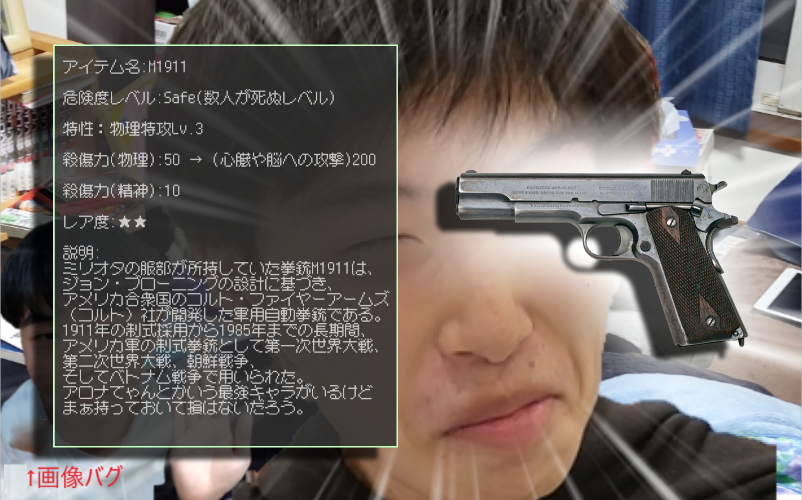 アイテム名:M1911
危険度レベル:Safe(数人が死ぬレベル)
特性：物理特攻Lv.3
殺傷力(物理):50 → (心臓や脳への攻撃)200
殺傷力(精神):10
レア度:★★
説明:
ミリオタの服部が所持していた拳銃M1911は、
ジョン・ブローニングの設計に基づき、
アメリカ合衆国のコルト・ファイヤーアームズ
（コルト）社が開発した軍用自動拳銃である。
1911年の制式採用から1985年までの長期間、
アメリカ軍の制式拳銃として第一次世界大戦、
第二次世界大戦、朝鮮戦争、
そしてベトナム戦争で用いられた。
アロナてゃんとかいう最強キャラがいるけど
まぁ持っておいて損はないだろう。
↑画像バグ